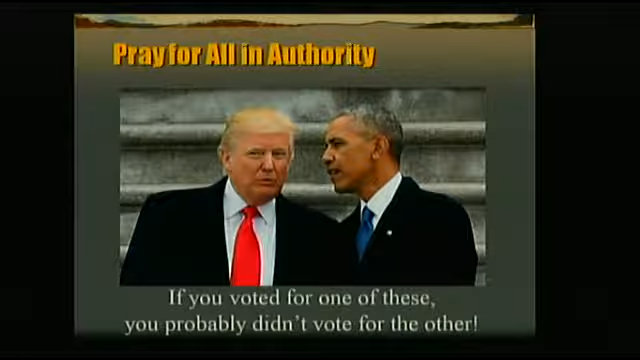 Pray for All in Authority
If you voted for one of these,
you probably didn't vote for the other!